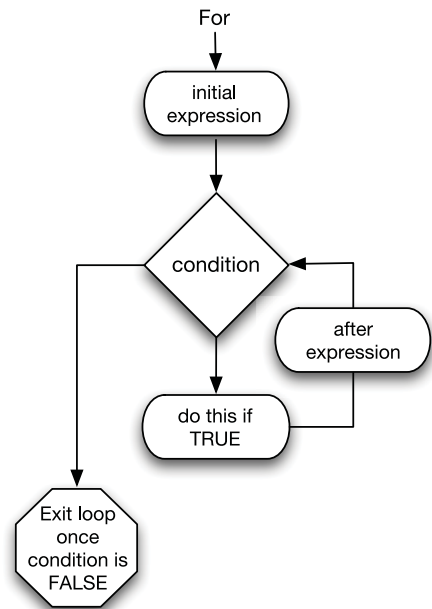 For
initial
expression
condition
after
expression
do this if
TRUE
Exit loop
once
condition is
FALSE